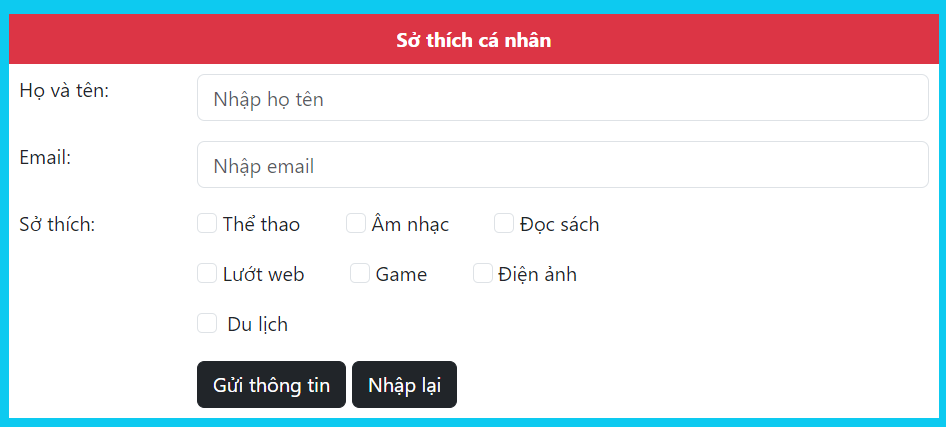 Sở thích cá nhân
Họ và tên: Nhập họ tên
Email: Nhập email
Sở thích: Thể thao Âm nhạc Đọc sách
Lướt web Game Điện ảnh
Du lịch
Gửi thông tin Nhập lại